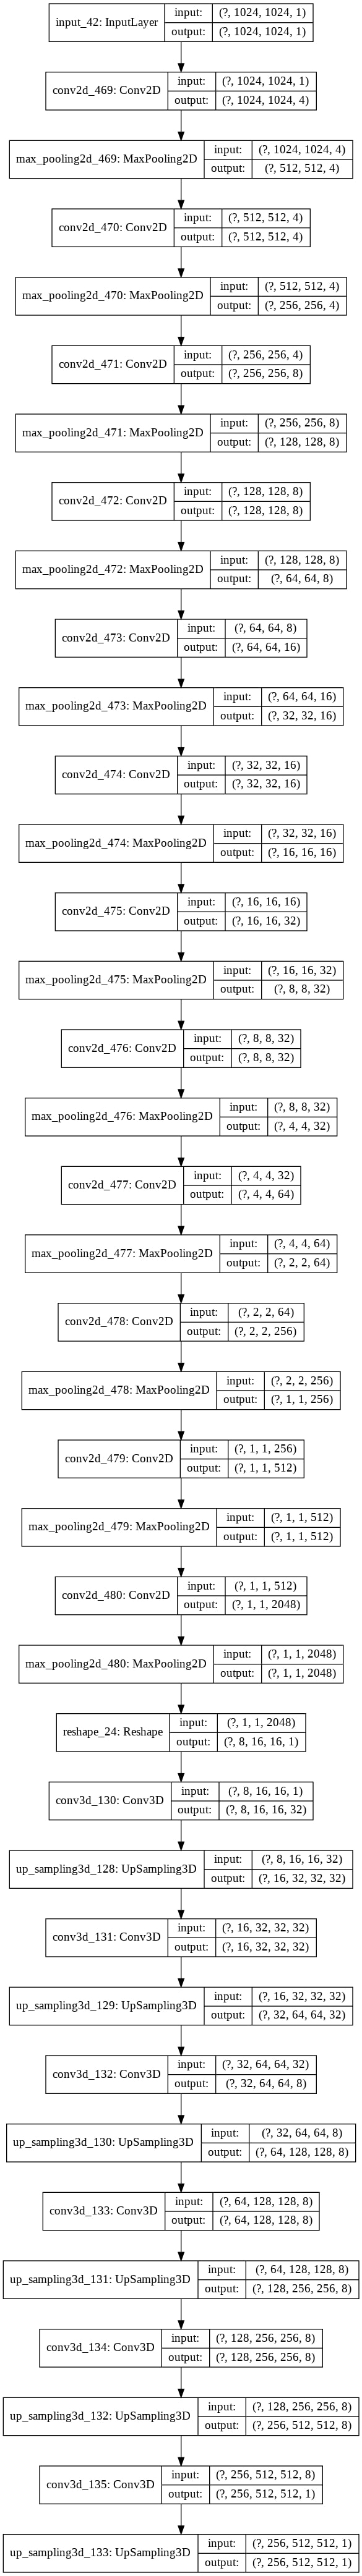 input_42: InputLayer
input: (?, 1024, 1024, 1)
output: (?, 1024, 1024, 1)
conv2d_469: Conv2D
input: (?, 1024, 1024, 1)
output: (?, 1024, 1024, 4)
max_pooling2d_469: MaxPooling2D
input: (?, 1024, 1024, 4)
output: (?, 512, 512, 4)
conv2d_470: Conv2D
input: (?, 512, 512, 4)
output: (?, 512, 512, 4)
max_pooling2d_470: MaxPooling2D
input: (?, 512, 512, 4)
output: (?, 256, 256, 4)
conv2d_471: Conv2D
input: (?, 256, 256, 4)
output: (?, 256, 256, 8)
max_pooling2d_471: MaxPooling2D
input: (?, 256, 256, 8)
output: (?, 128, 128, 8)
conv2d_472: Conv2D
input: (?, 128, 128, 8)
output: (?, 128, 128, 8)
max_pooling2d_472: MaxPooling2D
input: (?, 128, 128, 8)
output: (?, 64, 64, 8)
conv2d_473: Conv2D
input: (?, 64, 64, 8)
output: (?, 64, 64, 16)
max_pooling2d_473: MaxPooling2D
input: (?, 64, 64, 16)
output: (?, 32, 32, 16)
conv2d_474: Conv2D
input: (?, 32, 32, 16)
output: (?, 32, 32, 16)
max_pooling2d_474: MaxPooling2D
input: (?, 32, 32, 16)
output: (?, 16, 16, 16)
conv2d_475: Conv2D
input: (?, 16, 16, 16)
output: (?, 16, 16, 32)
max_pooling2d_475: MaxPooling2D
input: (?, 16, 16, 32)
output: (?, 8, 8, 32)
conv2d_476: Conv2D
input: (?, 8, 8, 32)
output: (?, 8, 8, 32)
max_pooling2d_476: MaxPooling2D
input: (?, 8, 8, 32)
output: (?, 4, 4, 32)
conv2d_477: Conv2D
input: (?, 4, 4, 32)
output: (?, 4, 4, 64)
max_pooling2d_477: MaxPooling2D
input: (?, 4, 4, 64)
output: (?, 2, 2, 64)
conv2d_478: Conv2D
input: (?, 2, 2, 64)
output: (?, 2, 2, 256)
max_pooling2d_478: MaxPooling2D
input: (?, 2, 2, 256)
output: (?, 1, 1, 256)
conv2d_479: Conv2D
input: (?, 1, 1, 256)
output: (?, 1, 1, 512)
max_pooling2d_479: MaxPooling2D
input: (?, 1, 1, 512)
output: (?, 1, 1, 512)
conv2d_480: Conv2D
input: (?, 1, 1, 512)
output: (?, 1, 1, 2048)
max_pooling2d_480: MaxPooling2D
input: (?, 1, 1, 2048)
output: (?, 1, 1, 2048)
reshape_24: Reshape
input: (?, 1, 1, 2048)
output: (?, 8, 16, 16, 1)
conv3d_130: Conv3D
input: (?, 8, 16, 16, 1)
output: (?, 8, 16, 16, 32)
up_sampling3d_128: UpSampling3D
input: (?, 8, 16, 16, 32)
output: (?, 16, 32, 32, 32)
conv3d_131: Conv3D
input: (?, 16, 32, 32, 32)
output: (?, 16, 32, 32, 32)
up_sampling3d_129: UpSampling3D
input: (?, 16, 32, 32, 32)
output: (?, 32, 64, 64, 32)
conv3d_132: Conv3D
input: (?, 32, 64, 64, 32)
output: (?, 32, 64, 64, 8)
up_sampling3d_130: UpSampling3D
input: (?, 32, 64, 64, 8)
output: (?, 64, 128, 128, 8)
conv3d_133: Conv3D
input: (?, 64, 128, 128, 8)
output: (?, 64, 128, 128, 8)
up_sampling3d_131: UpSampling3D
input: (?, 64, 128, 128, 8)
output: (?, 128, 256, 256, 8)
conv3d_134: Conv3D
input: (?, 128, 256, 256, 8)
output: (?, 128, 256, 256, 8)
up_sampling3d_132: UpSampling3D
input: (?, 128, 256, 256, 8)
output: (?, 256, 512, 512, 8)
conv3d_135: Conv3D
input: (?, 256, 512, 512, 8)
output: (?, 256, 512, 512, 1)
up_sampling3d_133: UpSampling3D
input: (?, 256, 512, 512, 1)
output: (?, 256, 512, 512, 1)